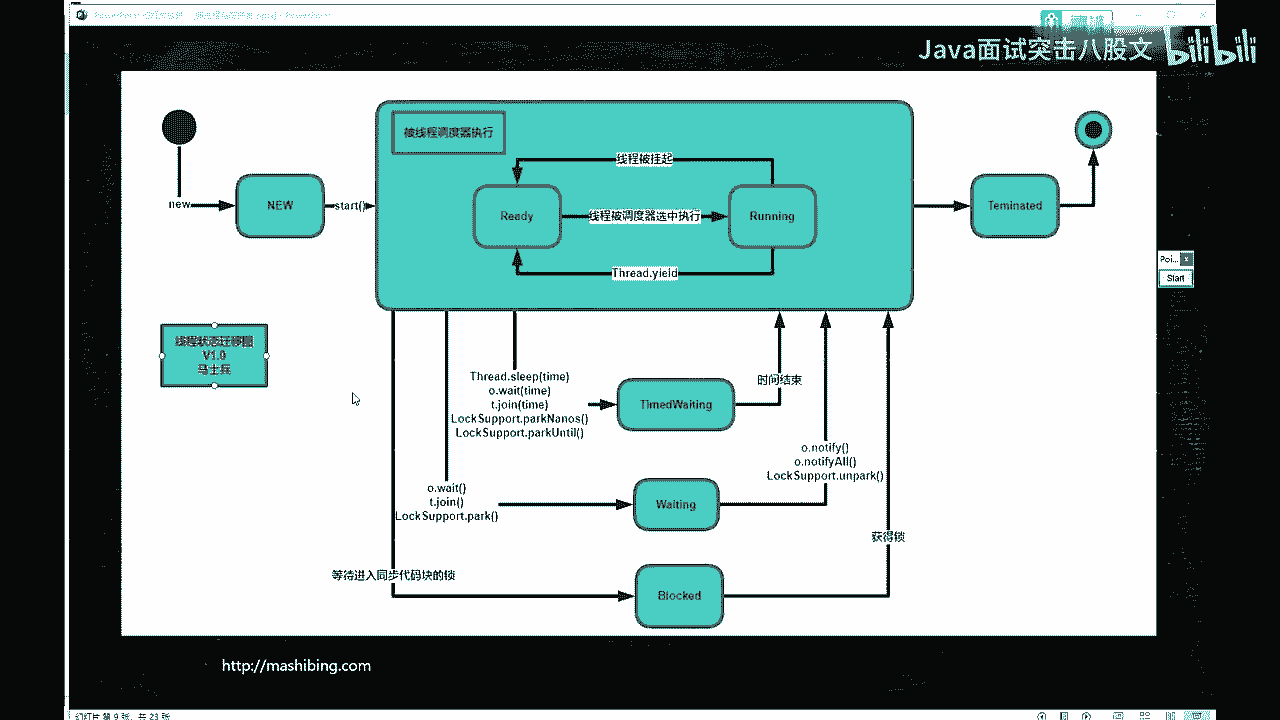 Java面试突击八股文 bilibili
被线程调度器执行
线程被挂起
new
NEW
start()
Ready
线程被调度器选中执行
Running
Teminated
Thread.yield
Poi...
Start
线程状态迁移图
V1.0
马士兵
Thread.sleep(time)
o.wait(time)
t.join(time)
LockSupport.parkNanos()
LockSupport.parkUntil()
TimedWaiting
时间结束
o.wait()
t.join()
LockSupport.park()
Waiting
o.notify()
o.notifyAll()
LockSupport.unpark()
等待进入同步代码块的锁
Blocked
获得锁
http://mashibing.com
幻灯片 第 9 张，共 23 张